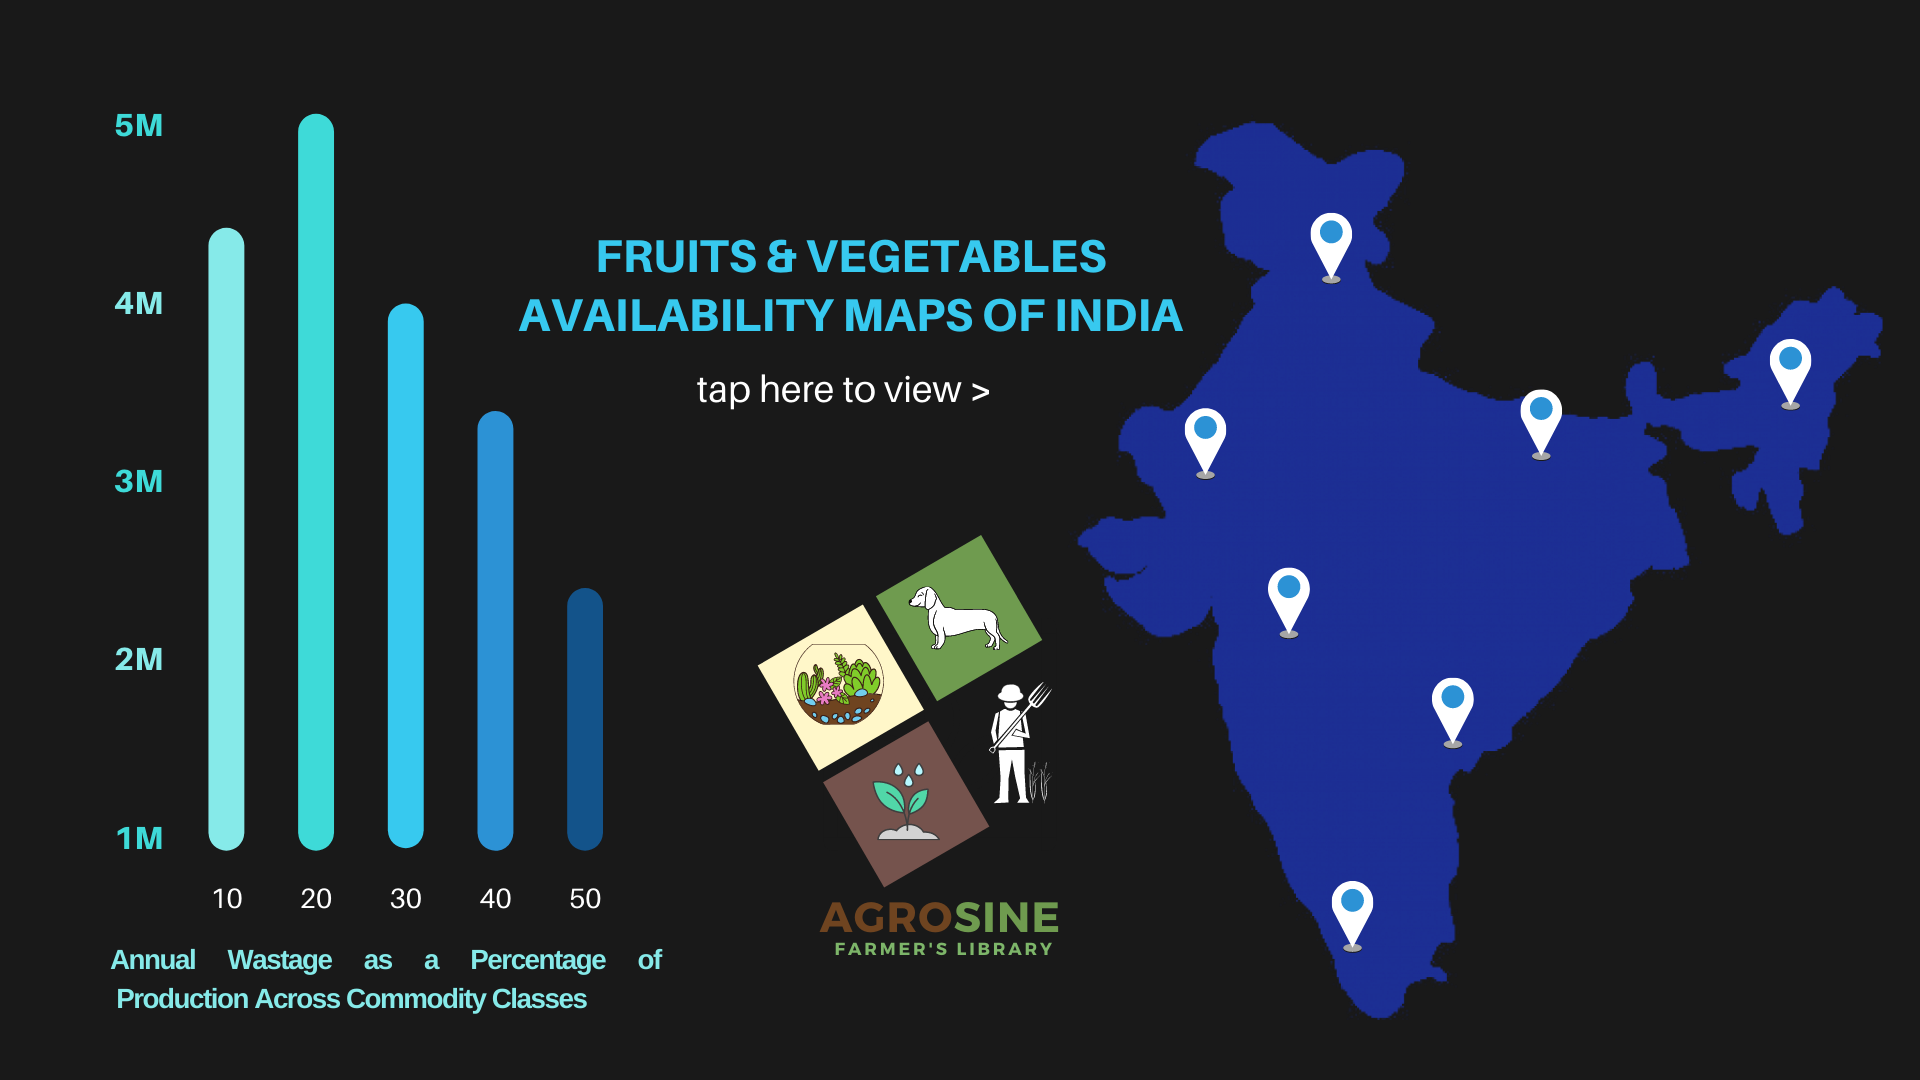 5M
4M
3M
2M
1M
10 20 30 40 50
Annual Wastage as a Percentage of
Production Across Commodity Classes
FRUITS & VEGETABLES
AVAILABILITY MAPS OF INDIA
tap here to view >
AGROSINE
FARMER'S LIBRARY